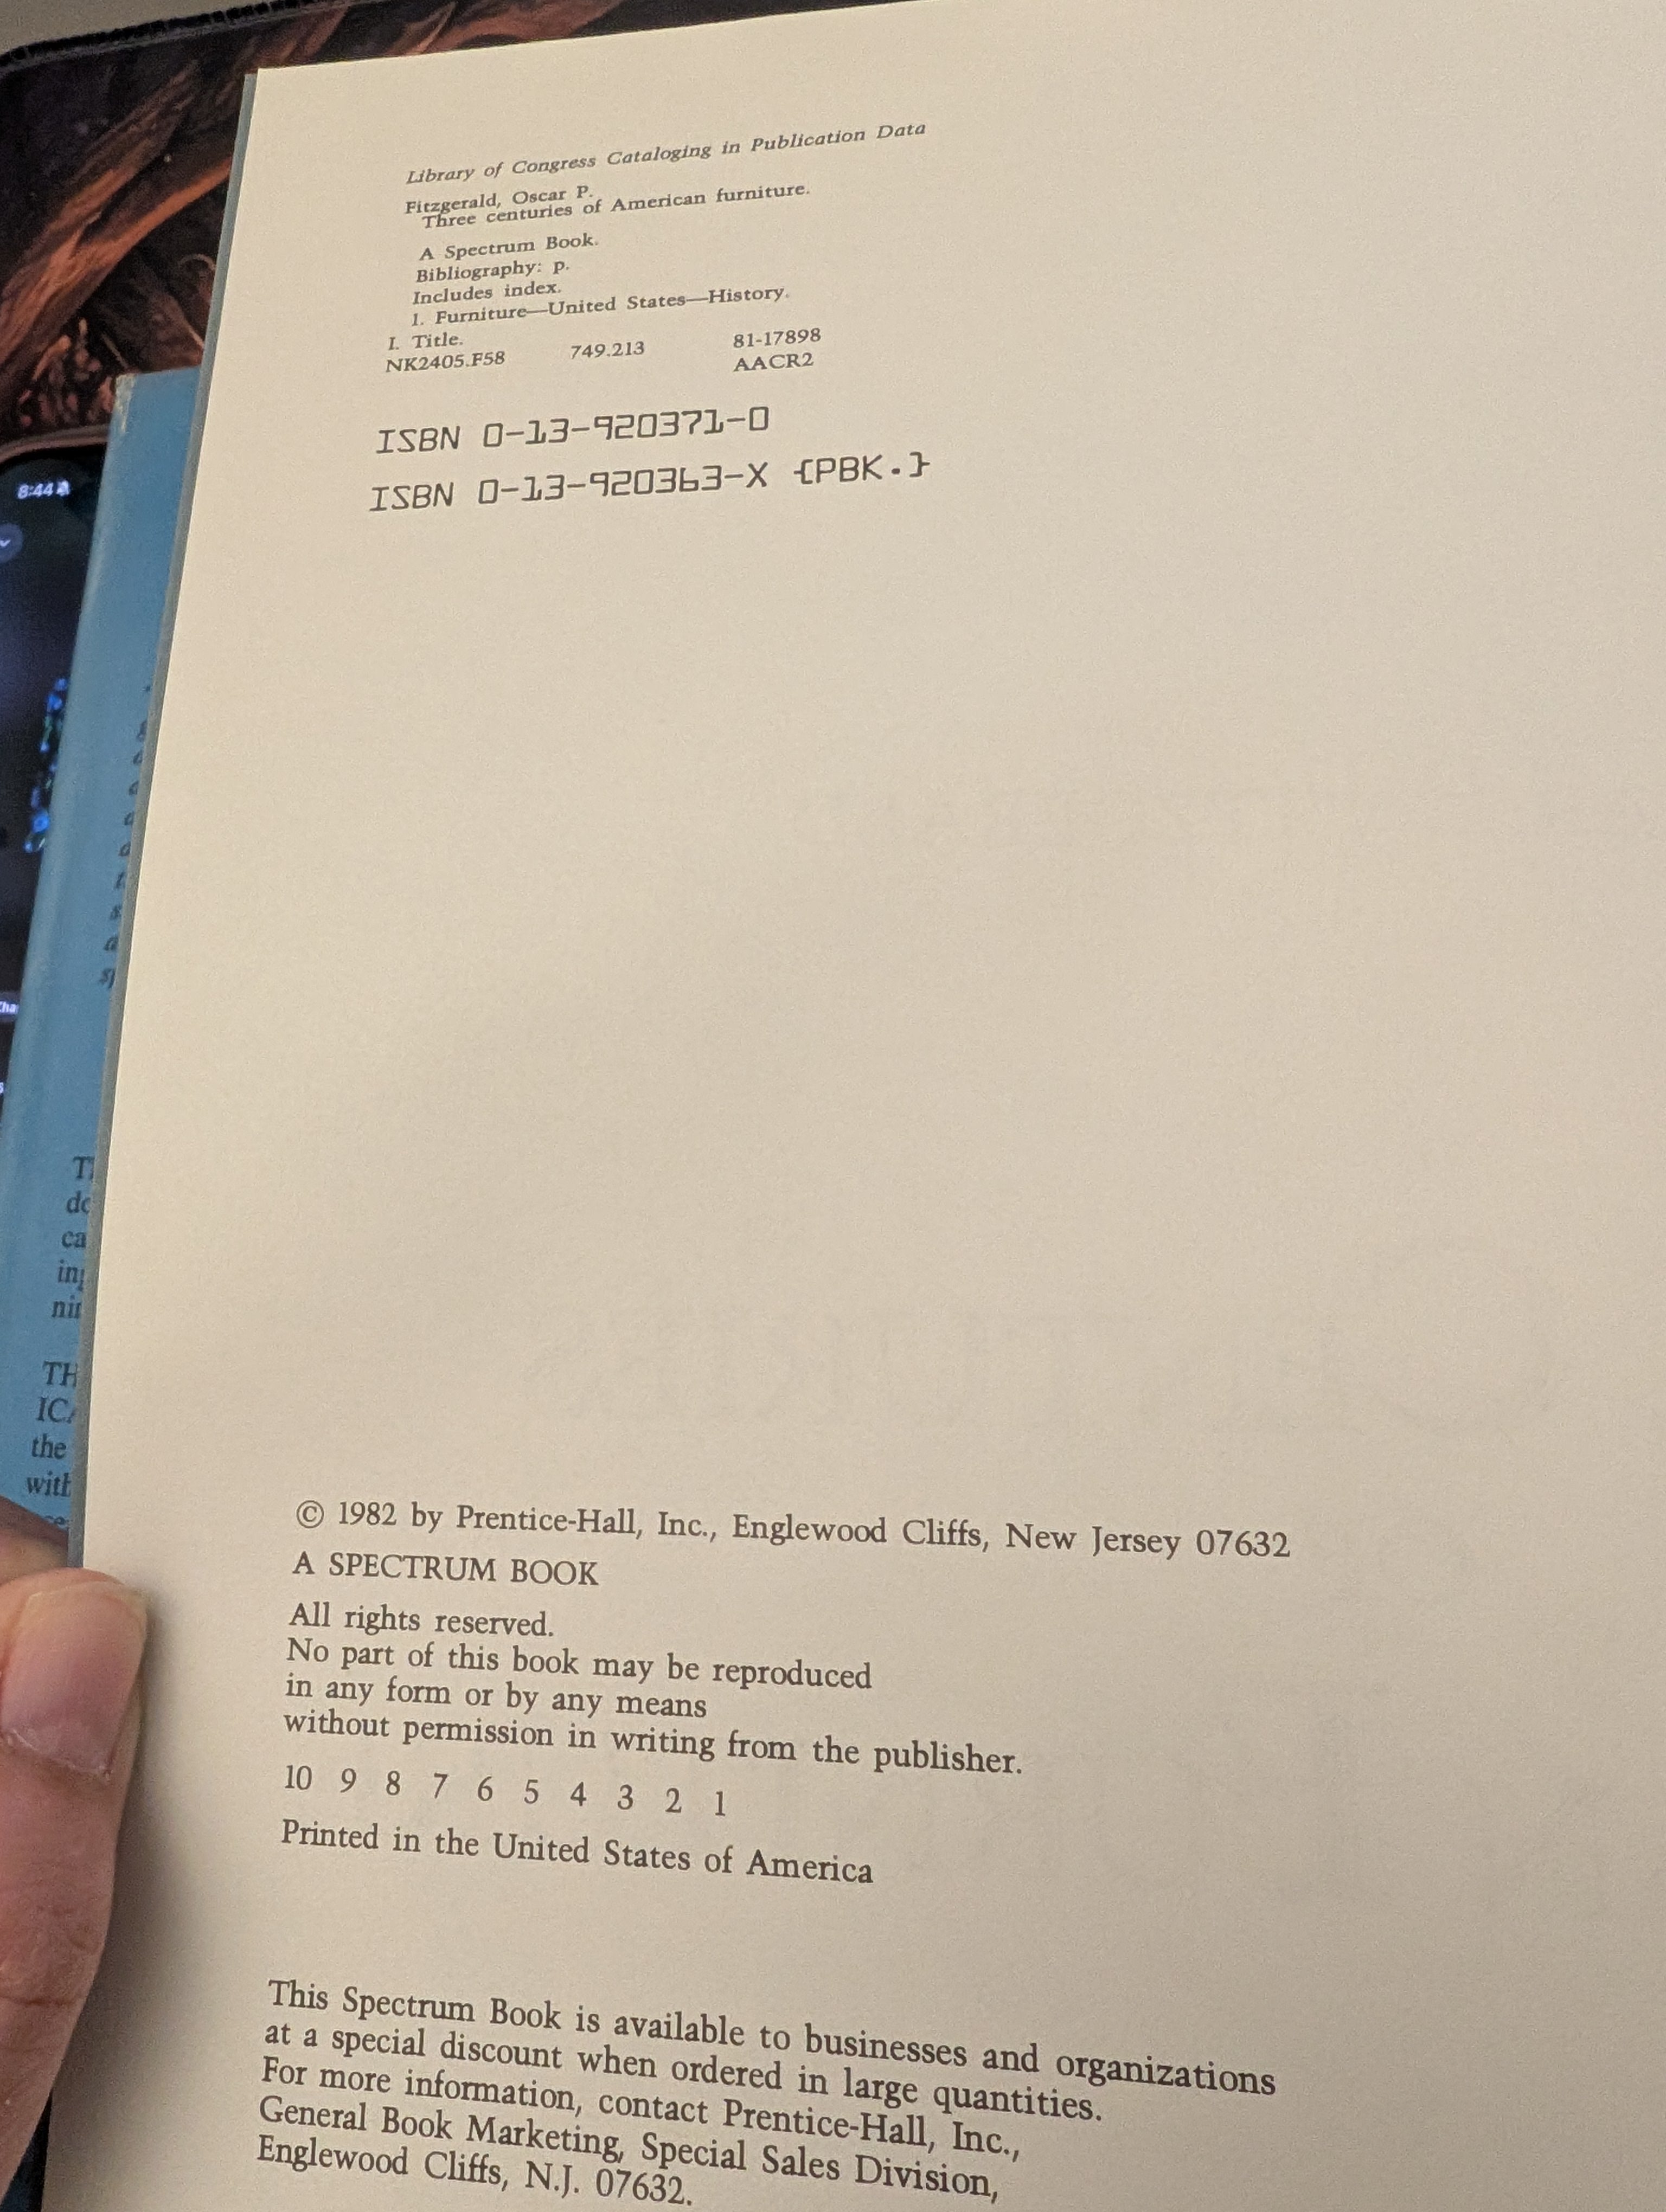 Library of Congress Cataloging in Publication Data
Fitzgerald, Oscar P.
Three centuries of American furniture.
A Spectrum Book.
Bibliography: p.
Includes index.
1. Furniture—United States—History.
I. Title.
NK2405.F58 749.213 81-17898
AACR2
ISBN 0-13-920371-0
ISBN 0-13-920363-X {PBK.}
© 1982 by Prentice-Hall, Inc., Englewood Cliffs, New Jersey 07632
A SPECTRUM BOOK
All rights reserved.
No part of this book may be reproduced
in any form or by any means
without permission in writing from the publisher.
10 9 8 7 6 5 4 3 2 1
Printed in the United States of America
This Spectrum Book is available to businesses and organizations
at a special discount when ordered in large quantities.
For more information, contact Prentice-Hall, Inc.,
General Book Marketing, Special Sales Division,
Englewood Cliffs, N.J. 07632.
8:44
the